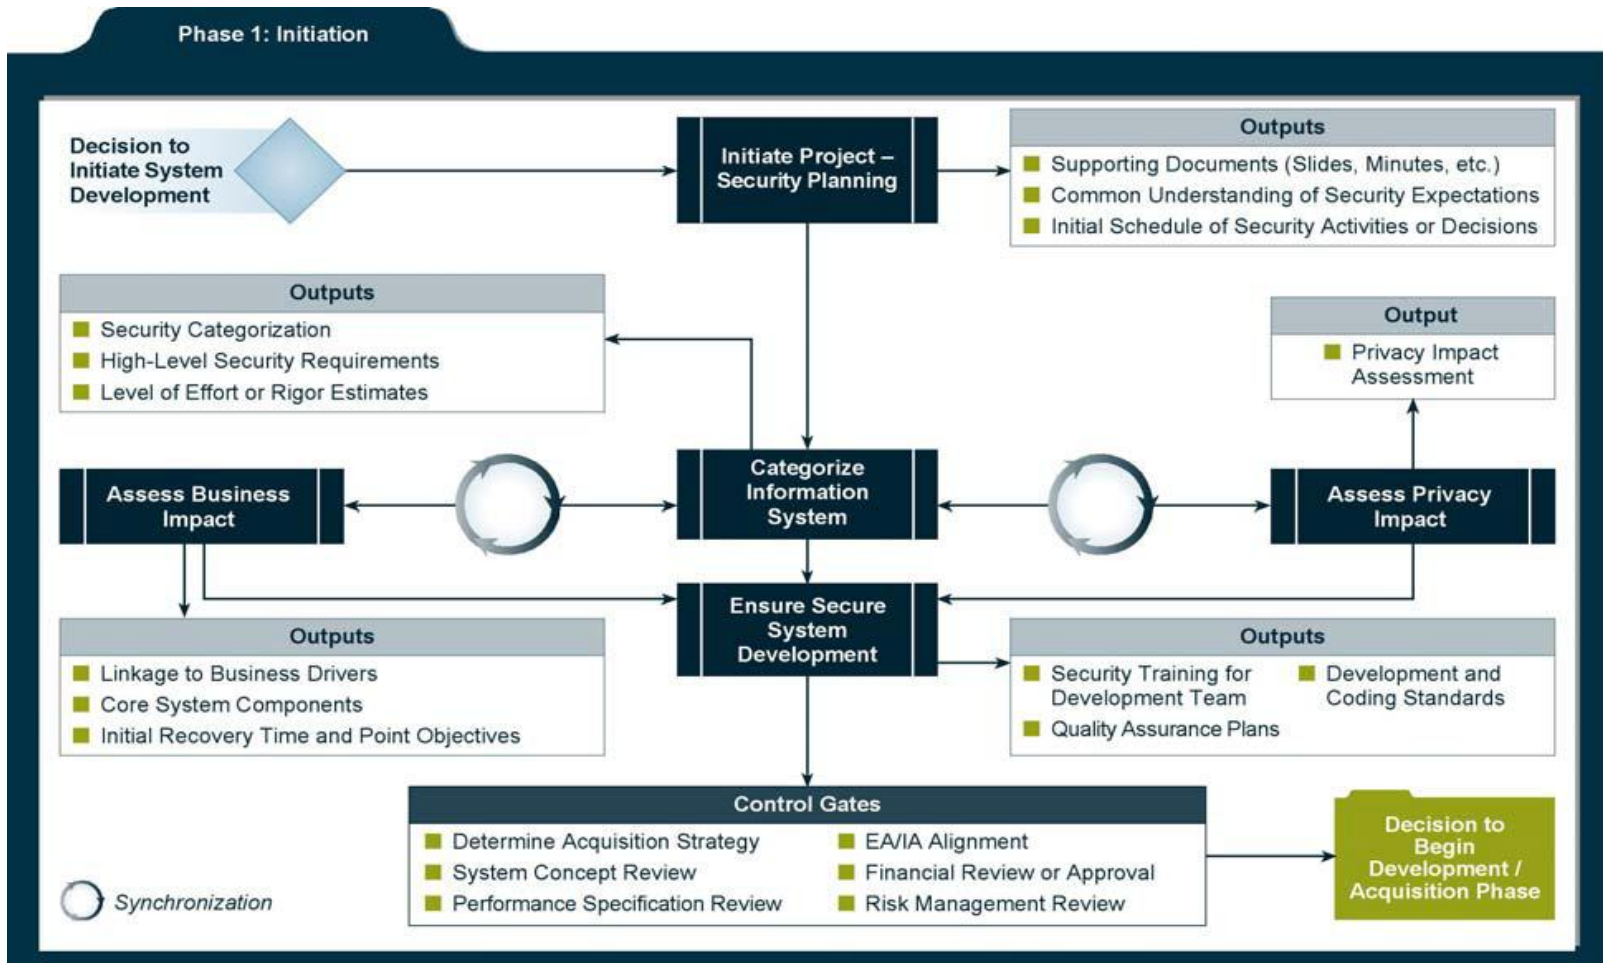 Phase 1: Initiation
Decision to
Initiate System
Development
Initiate Project –
Security Planning
Outputs
Supporting Documents (Slides, Minutes, etc.)
Common Understanding of Security Expectations
Initial Schedule of Security Activities or Decisions
Outputs
Security Categorization
High-Level Security Requirements
Level of Effort or Rigor Estimates
Output
Privacy Impact
Assessment
Assess Business
Impact
Categorize
Information
System
Assess Privacy
Impact
Ensure Secure
System
Development
Outputs
Linkage to Business Drivers
Core System Components
Initial Recovery Time and Point Objectives
Outputs
Security Training for
Development Team
Quality Assurance Plans
Development and
Coding Standards
Control Gates
Determine Acquisition Strategy
System Concept Review
Performance Specification Review
EA/IA Alignment
Financial Review or Approval
Risk Management Review
Decision to
Begin
Development /
Acquisition Phase
Synchronization